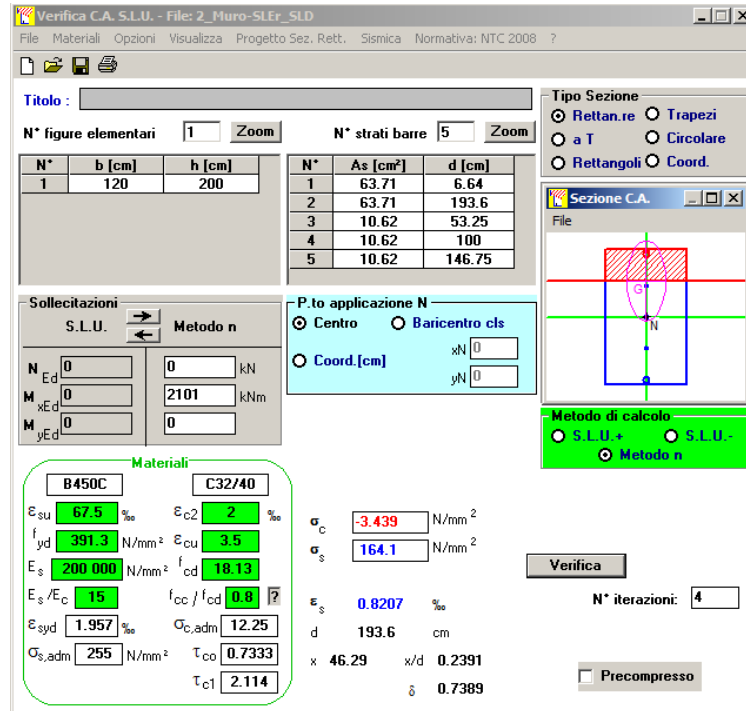 Verifica C.A. S.L.U. - File: 2_Muro-SLEr_SLD
File Materiali Opzioni Visualizza Progetto Sez. Rett. Sismica Normativa: NTC 2008 ?
Titolo :
N° figure elementari 1 Zoom
N° strati barre 5 Zoom
N° b [cm] h [cm]
1 120 200
N° As [cm²] d [cm]
1 63.71 6.64
2 63.71 193.6
3 10.62 53.25
4 10.62 100
5 10.62 146.75
Tipo Sezione
Rettan.re Trapezi
a T Circolare
Rettangoli Coord.
Sezione C.A.
File
G
N
Sollecitazioni
S.L.U. Metodo n
N Ed 0 0 kN
M xEd 0 2101 kNm
M yEd 0 0
P.to applicazione N
Centro Baricentro cls
Coord.[cm]
xN 0
yN 0
Metodo di calcolo
S.L.U.+ S.L.U.-
Metodo n
Materiali
B450C C32/40
εsu 67.5 ‰ εc2 2 ‰
fyd 391.3 N/mm² εcu 3.5
Es 200 000 N/mm² fcd 18.13
Es/Ec 15 fcc / fcd 0.8 ?
εsyd 1.957 ‰ σc,adm 12.25
σs,adm 255 N/mm² τco 0.7333
τc1 2.114
σc -3.439 N/mm²
σs 164.1 N/mm²
εs 0.8207 ‰
d 193.6 cm
x 46.29 x/d 0.2391
δ 0.7389
Verifica
N° iterazioni: 4
Precompresso